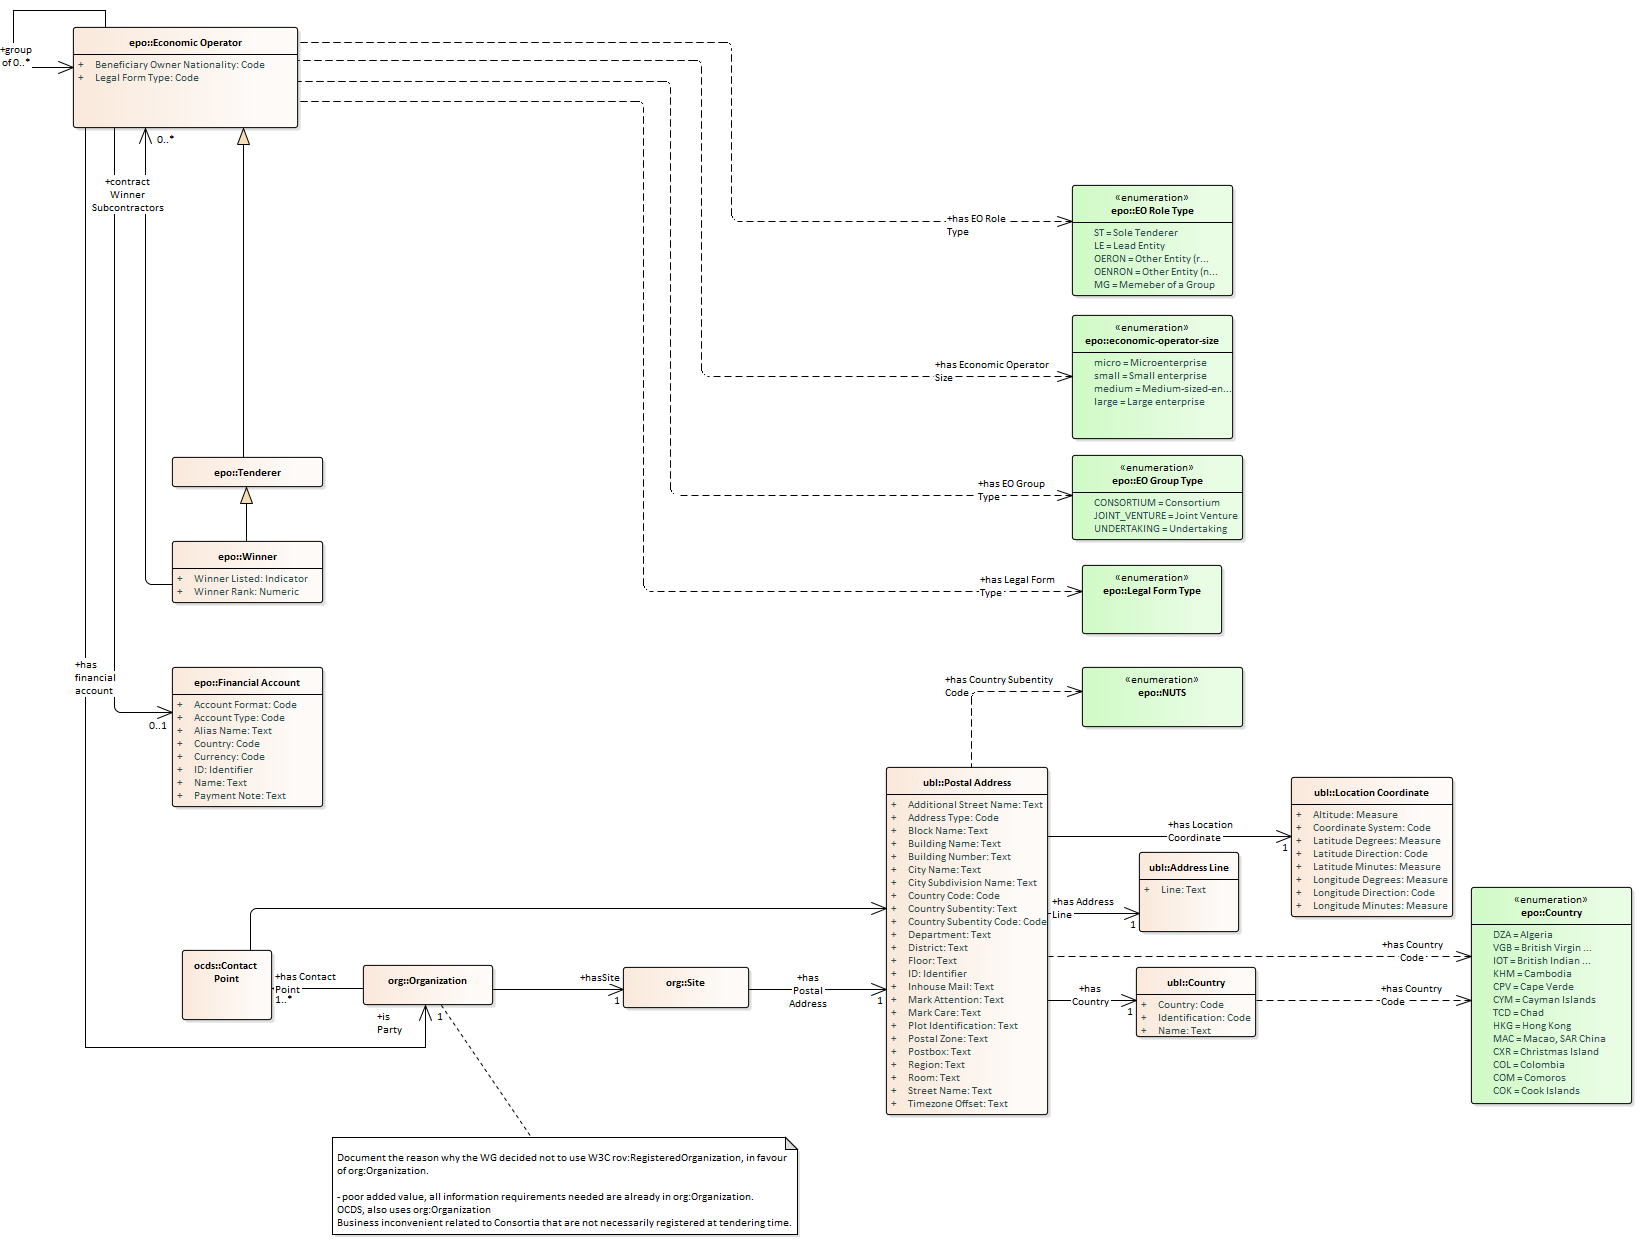 +group
of 0..*
epo::Economic Operator
+ Beneficiary Owner Nationality: Code
+ Legal Form Type: Code
0..*
+contract
Winner
Subcontractors
«enumeration»
epo::EO Role Type
ST = Sole Tenderer
LE = Lead Entity
OERON = Other Entity (r...
OENRON = Other Entity (n...
MG = Memeber of a Group
+has EO Role
Type
«enumeration»
epo::economic-operator-size
micro = Microenterprise
small = Small enterprise
medium = Medium-sized-en...
large = Large enterprise
+has Economic Operator
Size
«enumeration»
epo::EO Group Type
CONSORTIUM = Consortium
JOINT_VENTURE = Joint Venture
UNDERTAKING = Undertaking
+has EO Group
Type
epo::Tenderer
epo::Winner
+ Winner Listed: Indicator
+ Winner Rank: Numeric
«enumeration»
epo::Legal Form Type
+has Legal Form
Type
+has
financial
account
0..1
epo::Financial Account
+ Account Format: Code
+ Account Type: Code
+ Alias Name: Text
+ Country: Code
+ Currency: Code
+ ID: Identifier
+ Name: Text
+ Payment Note: Text
+has Country Subentity
Code
«enumeration»
epo::NUTS
ubl::Postal Address
+ Additional Street Name: Text
+ Address Type: Code
+ Block Name: Text
+ Building Name: Text
+ Building Number: Text
+ City Name: Text
+ City Subdivision Name: Text
+ Country Code: Code
+ Country Subentity: Text
+ Country Subentity Code: Code
+ Department: Text
+ District: Text
+ Floor: Text
+ ID: Identifier
+ Inhouse Mail: Text
+ Mark Attention: Text
+ Mark Care: Text
+ Plot Identification: Text
+ Postal Zone: Text
+ Postbox: Text
+ Region: Text
+ Room: Text
+ Street Name: Text
+ Timezone Offset: Text
+has Location
Coordinate
1
ubl::Location Coordinate
+ Altitude: Measure
+ Coordinate System: Code
+ Latitude Degrees: Measure
+ Latitude Direction: Code
+ Latitude Minutes: Measure
+ Longitude Degrees: Measure
+ Longitude Direction: Code
+ Longitude Minutes: Measure
ubl::Address Line
+ Line: Text
+has Address
Line
1
«enumeration»
epo::Country
DZA = Algeria
VGB = British Virgin ...
IOT = British Indian ...
KHM = Cambodia
CPV = Cape Verde
CYM = Cayman Islands
TCD = Chad
HKG = Hong Kong
MAC = Macao, SAR China
CXR = Christmas Island
COL = Colombia
COM = Comoros
COK = Cook Islands
+has Country
Code
ubl::Country
+ Country: Code
+ Identification: Code
+ Name: Text
+has
Country
1
+has Country
Code
ocds::Contact
Point
+has Contact
Point
1..*
org::Organization
+hasSite
1
org::Site
+has
Postal
Address
1
+is
Party
1
Document the reason why the WG decided not to use W3C rov:RegisteredOrganization, in favour
of org:Organization.
- poor added value, all information requirements needed are already in org:Organization.
OCDS, also uses org:Organization
Business inconvenient related to Consortia that are not necessarily registered at tendering time.